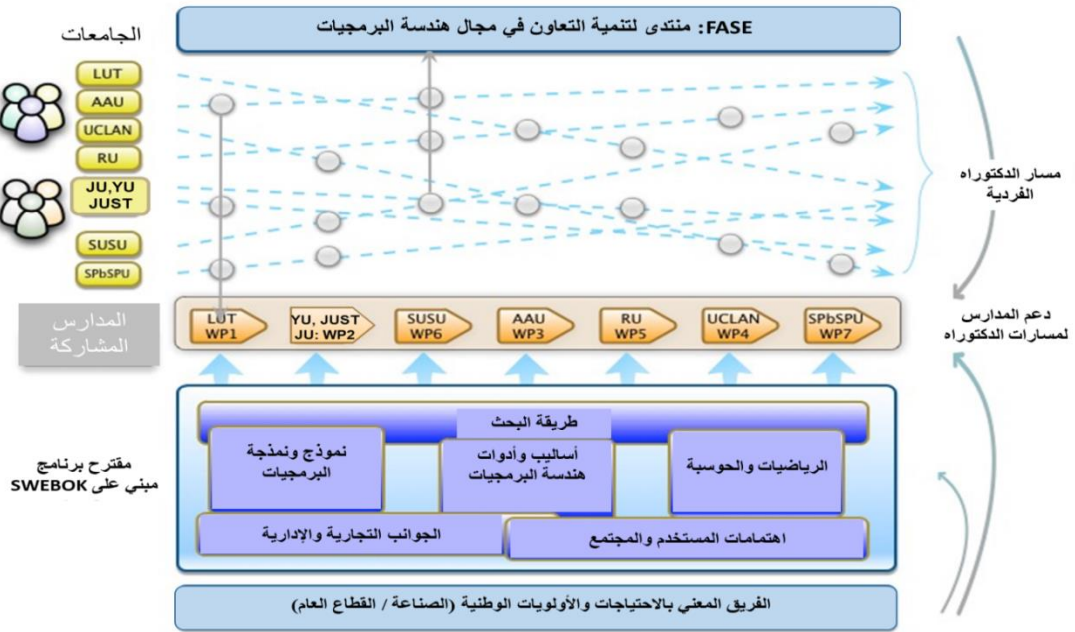 FASE: منتدى لتنمية التعاون في مجال هندسة البرمجيات
الجامعات
LUT
AAU
UCLAN
RU
JU,YU
JUST
SUSU
SPbSPU
مسار الدكتوراه
الفردية
المدارس
المشاركة
LUT
WP1
YU, JUST
JU: WP2
SUSU
WP6
AAU
WP3
RU
WP5
UCLAN
WP4
SPbSPU
WP7
دعم المدارس
لمسارات الدكتوراه
طريقة البحث
نموذج ونمذجة
البرمجيات
أساليب وأدوات
هندسة البرمجيات
الرياضيات والحوسبة
الجوانب التجارية والإدارية
اهتمامات المستخدم والمجتمع
مقترح برنامج
مبني على SWEBOK
الفريق المعني بالاحتياجات والأولويات الوطنية (الصناعة / القطاع العام)